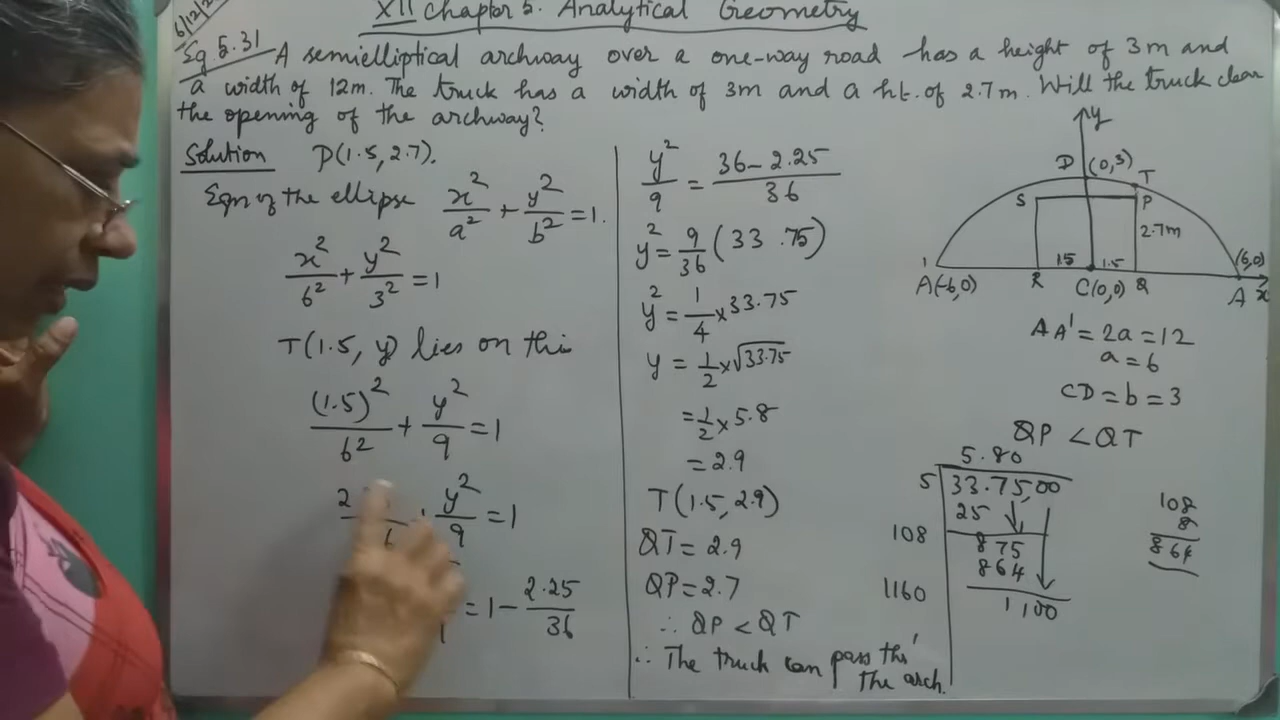 6/12/2
XII Chapter 5. Analytical Geometry
Eg 5.31 A semielliptical archway over a one-way road has a height of 3m and
a width of 12m. The truck has a width of 3m and a ht. of 2.7m. Will the truck clear
the opening of the archway?
Solution P(1.5, 2.7).
Eqn of the ellipse x²/a² + y²/b² = 1.
x²/6² + y²/3² = 1
T(1.5, y) lies on this
(1.5)²/6² + y²/9 = 1
2 6 + y²/9 = 1
= 1 - 2.25/36
y²/9 = (36 - 2.25)/36
y² = 9/36 (33.75)
y² = 1/4 × 33.75
y = 1/2 × √33.75
= 1/2 × 5.8
= 2.9
T(1.5, 2.9)
QT = 2.9
QP = 2.7
∴ QP < QT
∴ The truck can pass thr'
the arch.
y
D (0,3) T
S P
2.7m
1.5 1.5
(6,0)
A(-6,0) R C(0,0) Q A x
AA' = 2a = 12
a = 6
CD = b = 3
QP < QT
5.80
5 33.75,00
25
108 875
864
1160 1100
108
8
864